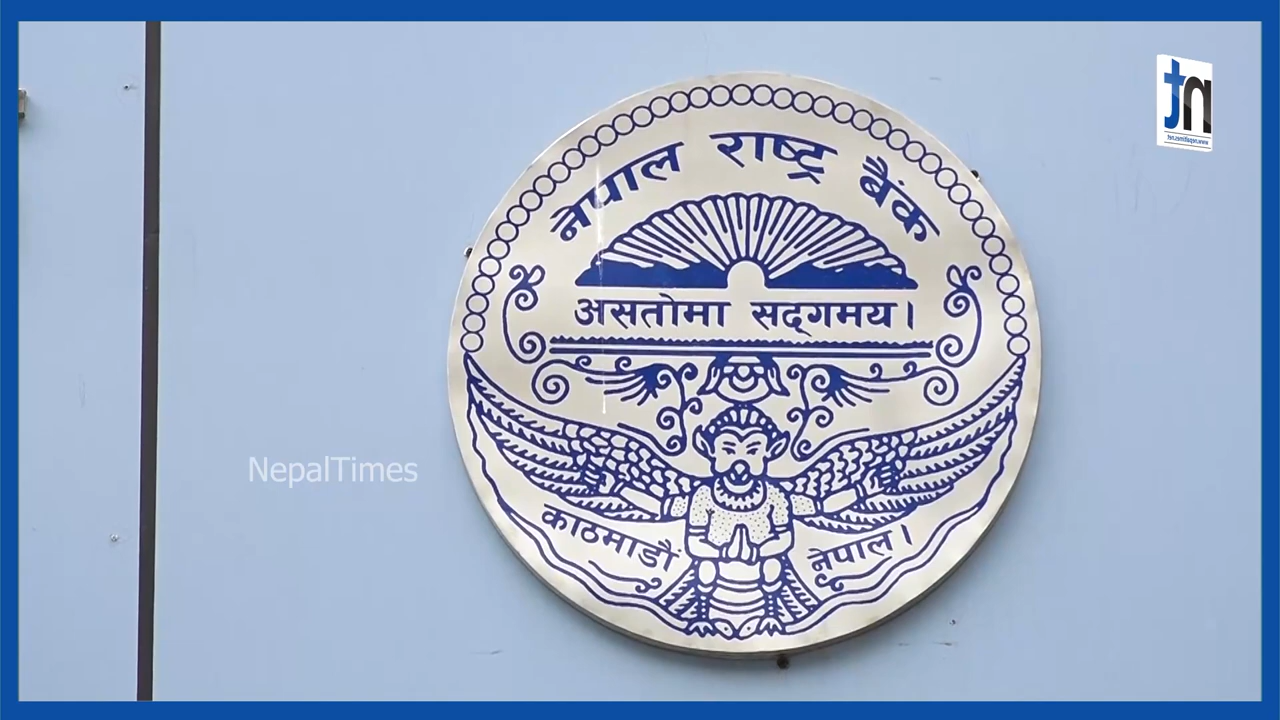 नेपाल राष्ट्र बैंक
असतोमा सद्गमय।
काठमाडौं नेपाल।
NepalTimes